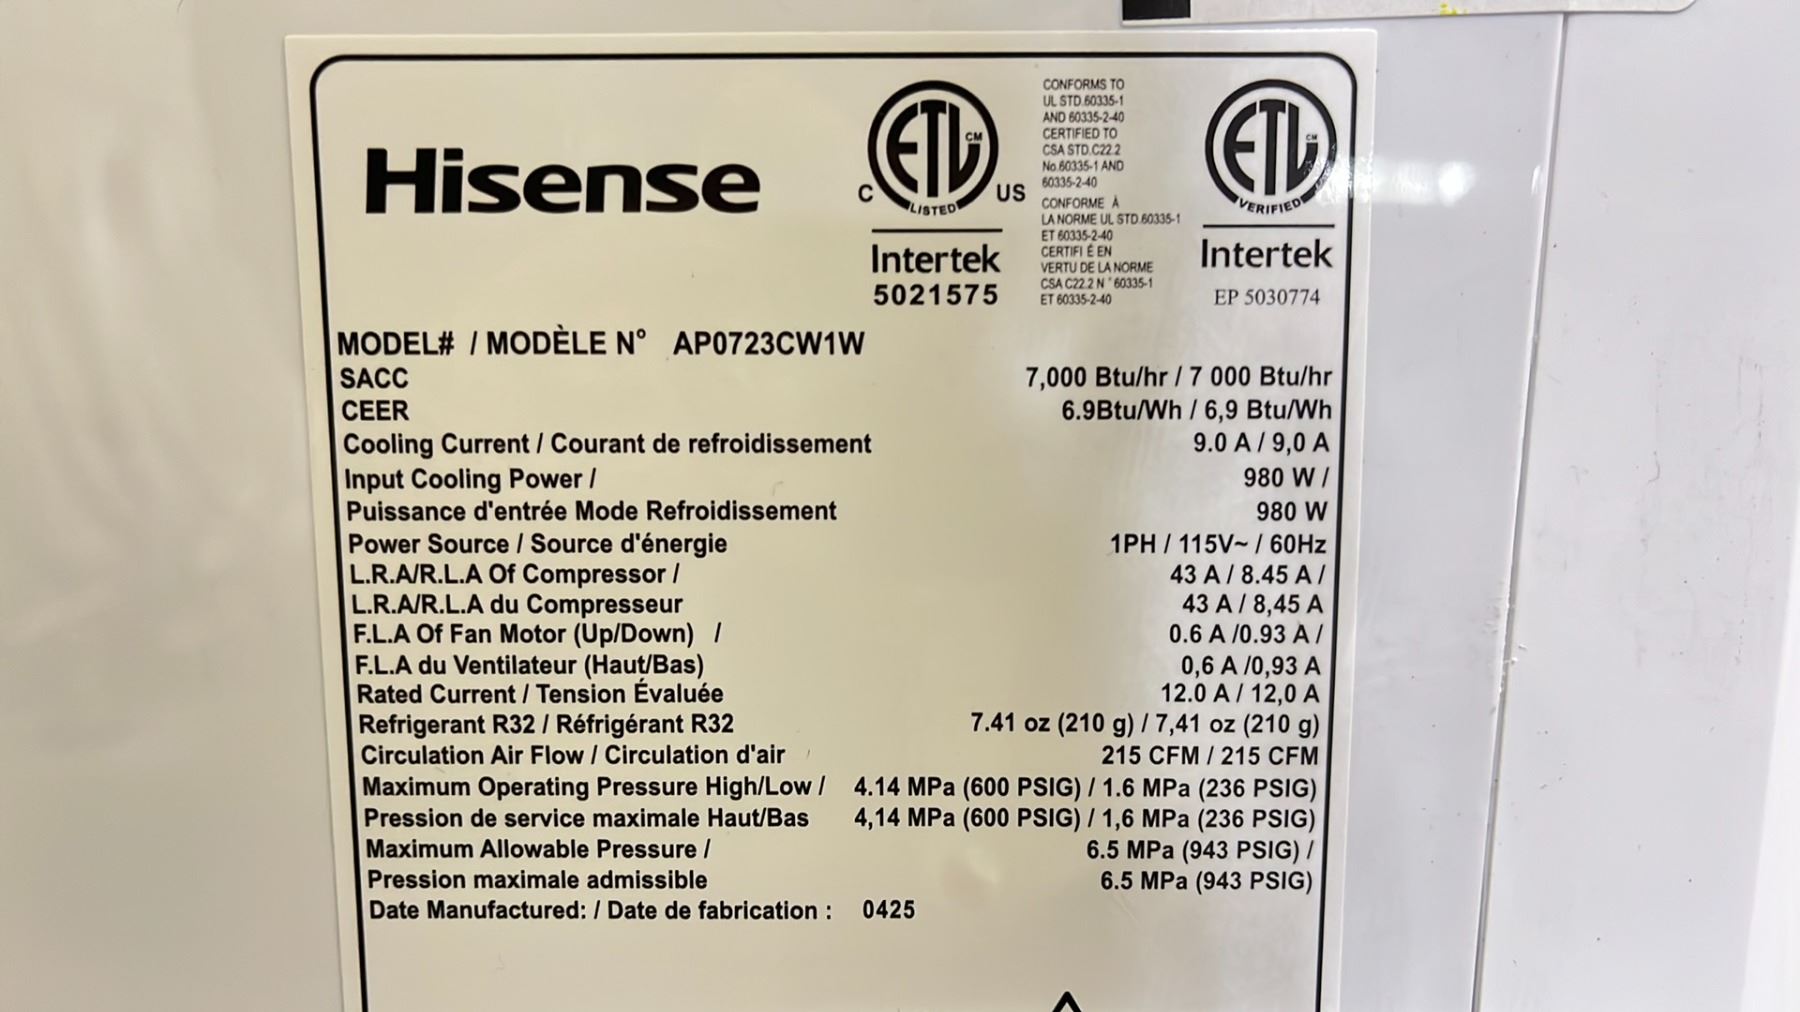 Hisense
C ETL CM LISTED US
Intertek
5021575
CONFORMS TO
UL STD.60335-1
AND 60335-2-40
CERTIFIED TO
CSA STD.C22.2
No.60335-1 AND
60335-2-40
CONFORME À
LA NORME UL STD.60335-1
ET 60335-2-40
CERTIFI É EN
VERTU DE LA NORME
CSA C22.2 N ° 60335-1
ET 60335-2-40
ETL CM VERIFIED
Intertek
EP 5030774
MODEL# / MODÈLE N° AP0723CW1W
SACC 7,000 Btu/hr / 7 000 Btu/hr
CEER 6.9Btu/Wh / 6,9 Btu/Wh
Cooling Current / Courant de refroidissement 9.0 A / 9,0 A
Input Cooling Power / 980 W /
Puissance d'entrée Mode Refroidissement 980 W
Power Source / Source d'énergie 1PH / 115V~ / 60Hz
L.R.A/R.L.A Of Compressor / 43 A / 8.45 A /
L.R.A/R.L.A du Compresseur 43 A / 8,45 A
F.L.A Of Fan Motor (Up/Down) / 0.6 A /0.93 A /
F.L.A du Ventilateur (Haut/Bas) 0,6 A /0,93 A
Rated Current / Tension Évaluée 12.0 A / 12,0 A
Refrigerant R32 / Réfrigérant R32 7.41 oz (210 g) / 7,41 oz (210 g)
Circulation Air Flow / Circulation d'air 215 CFM / 215 CFM
Maximum Operating Pressure High/Low / 4.14 MPa (600 PSIG) / 1.6 MPa (236 PSIG)
Pression de service maximale Haut/Bas 4,14 MPa (600 PSIG) / 1,6 MPa (236 PSIG)
Maximum Allowable Pressure / 6.5 MPa (943 PSIG) /
Pression maximale admissible 6.5 MPa (943 PSIG)
Date Manufactured: / Date de fabrication : 0425